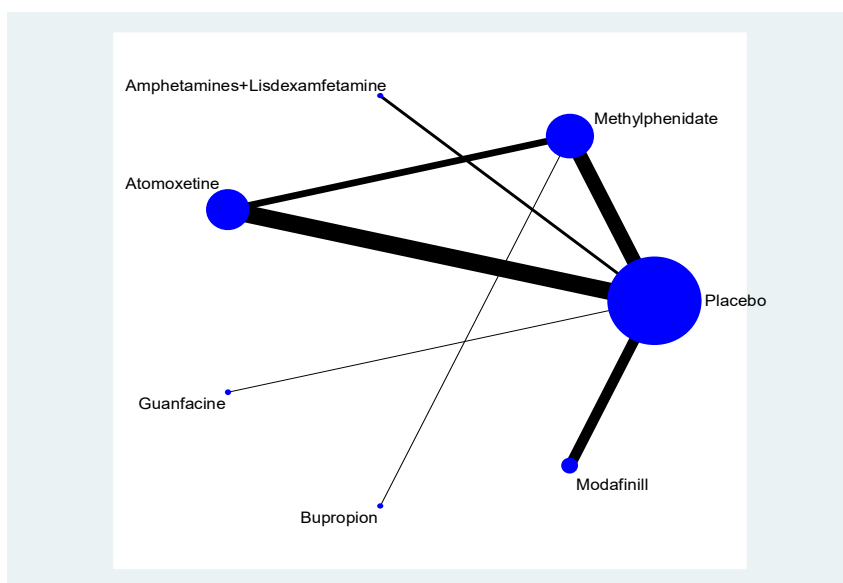 Amphetamines+Lisdexamfetamine
Methylphenidate
Atomoxetine
Placebo
Guanfacine
Modafinill
Bupropion